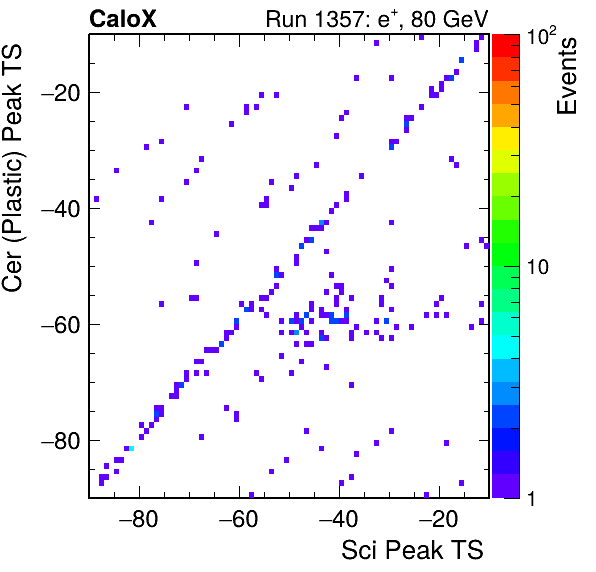 CaloX Run 1357: e⁺, 80 GeV
Cer (Plastic) Peak TS
−20
−40
−60
−80
−80 −60 −40 −20
Sci Peak TS
10²
10
1
Events